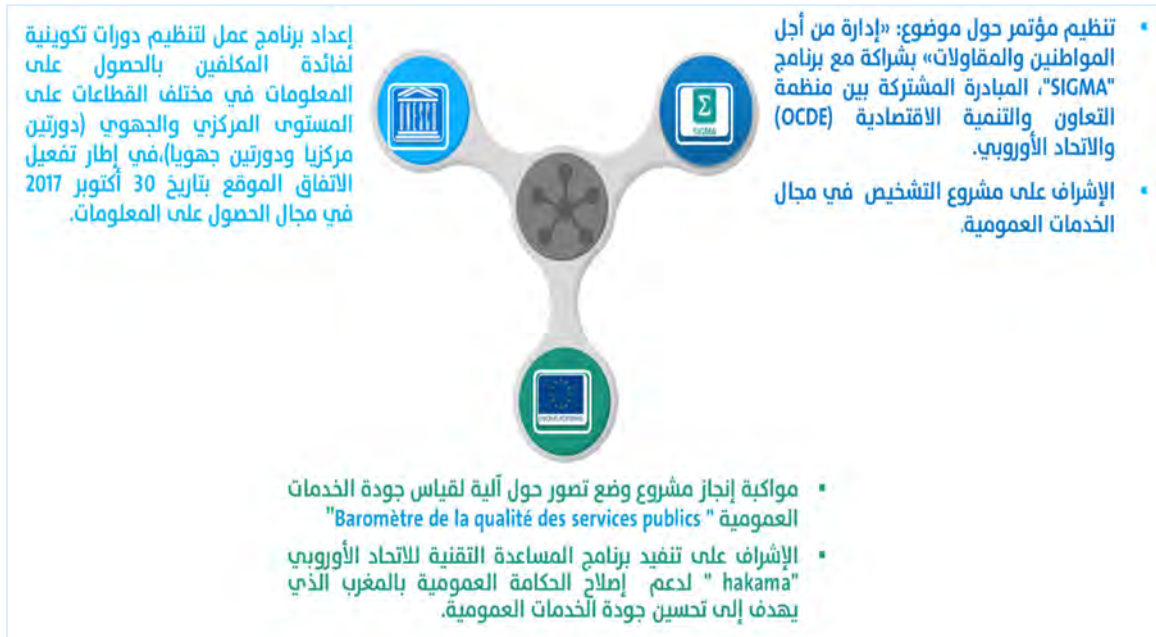 تنظيم مؤتمر حول موضوع: «إدارة من أجل
المواطنين والمقاولات» بشراكة مع برنامج
"SIGMA"، المبادرة المشتركة بين منظمة
التعاون والتنمية الاقتصادية (OCDE)
والاتحاد الأوروبي.
الإشراف على مشروع التشخيص في مجال
الخدمات العمومية.
إعداد برنامج عمل لتنظيم دورات تكوينية
لفائدة المكلفين بالحصول على
المعلومات في مختلف القطاعات على
المستوى المركزي والجهوي (دورتين
مركزيا ودورتين جهويا)،في إطار تفعيل
الاتفاق الموقع بتاريخ 30 أكتوبر 2017
في مجال الحصول على المعلومات.
Σ
SIGMA
مواكبة إنجاز مشروع وضع تصور حول آلية لقياس جودة الخدمات
العمومية " Baromètre de la qualité des services publics"
الإشراف على تنفيد برنامج المساعدة التقنية للاتحاد الأوروبي
"hakama " لدعم إصلاح الحكامة العمومية بالمغرب الذي
يهدف إلى تحسين جودة الخدمات العمومية.